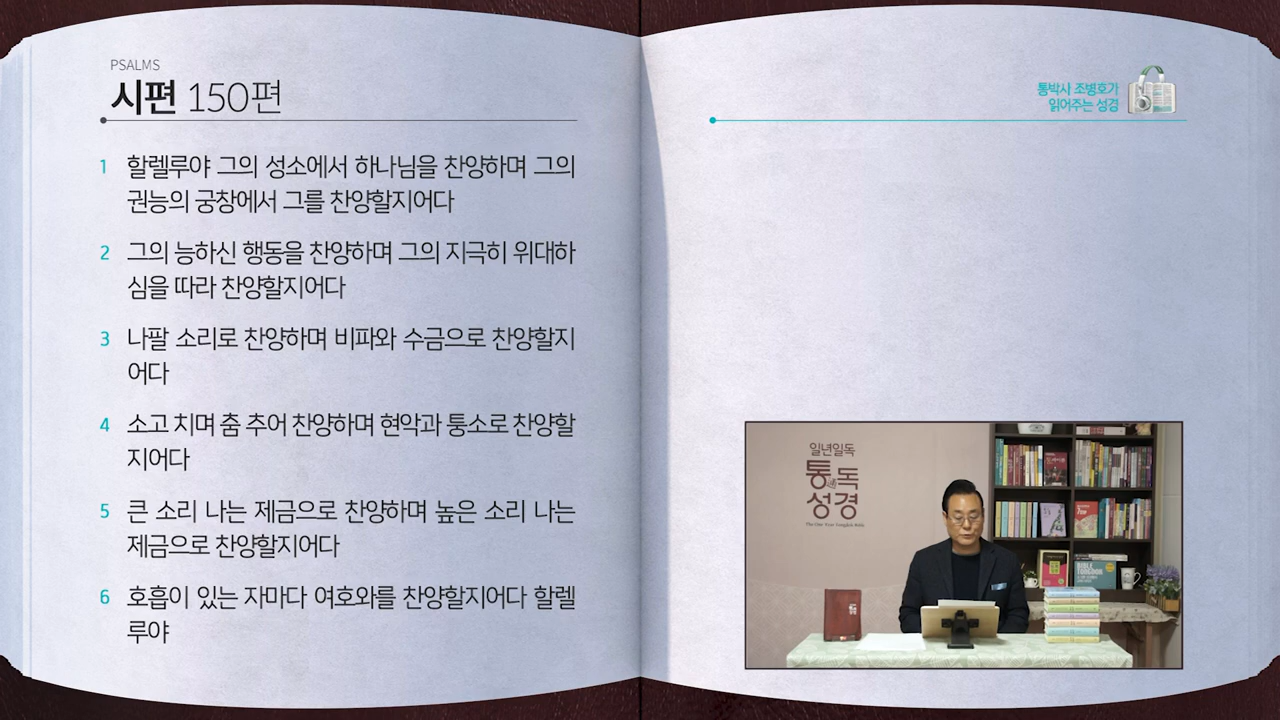 PSALMS
시편 150편
1 할렐루야 그의 성소에서 하나님을 찬양하며 그의
권능의 궁창에서 그를 찬양할지어다
2 그의 능하신 행동을 찬양하며 그의 지극히 위대하
심을 따라 찬양할지어다
3 나팔 소리로 찬양하며 비파와 수금으로 찬양할지
어다
4 소고 치며 춤 추어 찬양하며 현악과 퉁소로 찬양할
지어다
5 큰 소리 나는 제금으로 찬양하며 높은 소리 나는
제금으로 찬양할지어다
6 호흡이 있는 자마다 여호와를 찬양할지어다 할렐
루야
통박사 조병호가
읽어주는 성경
일년일독
통독
성경
The One Year Tongdok Bible
BIBLE
TONGDOK